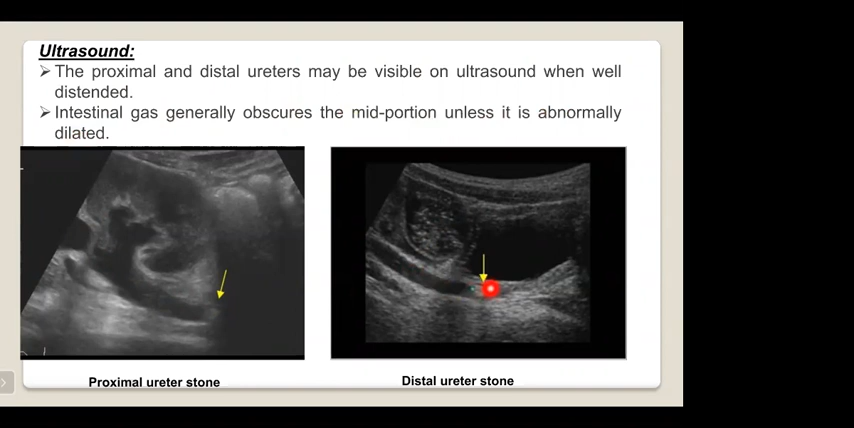 Ultrasound:
➢ The proximal and distal ureters may be visible on ultrasound when well
distended.
➢ Intestinal gas generally obscures the mid-portion unless it is abnormally
dilated.
Proximal ureter stone
Distal ureter stone